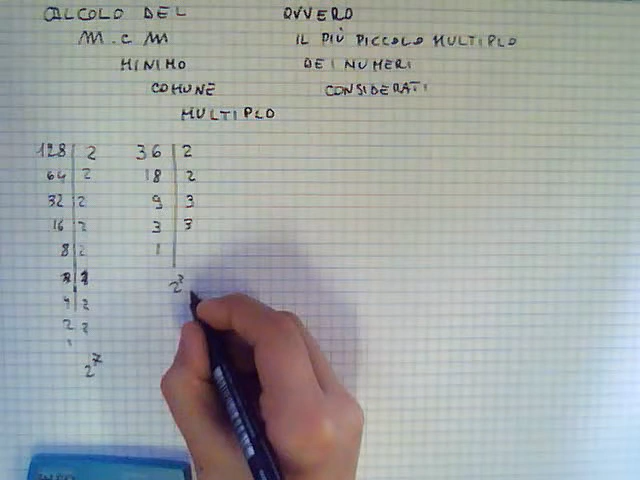 CALCOLO DEL OVVERO
m.c m IL PIÙ PICCOLO MULTIPLO
MINIMO DEI NUMERI
COMUNE CONSIDERATI
MULTIPLO
128 2 36 2
64 2 18 2
32 2 9 3
16 2 3 3
8 2 1
4 2
2 2
1
2⁷
2²